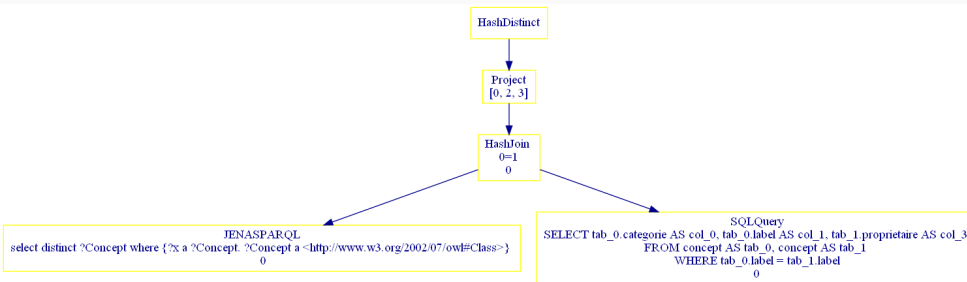 HashDistinct
Project
[0, 2, 3]
HashJoin
0=1
0
JENASPARQL
select distinct ?Concept where {?x a ?Concept. ?Concept a <http://www.w3.org/2002/07/owl#Class>}
0
SQLQuery
SELECT tab_0.categorie AS col_0, tab_0.label AS col_1, tab_1.proprietaire AS col_3
FROM concept AS tab_0, concept AS tab_1
WHERE tab_0.label = tab_1.label
0